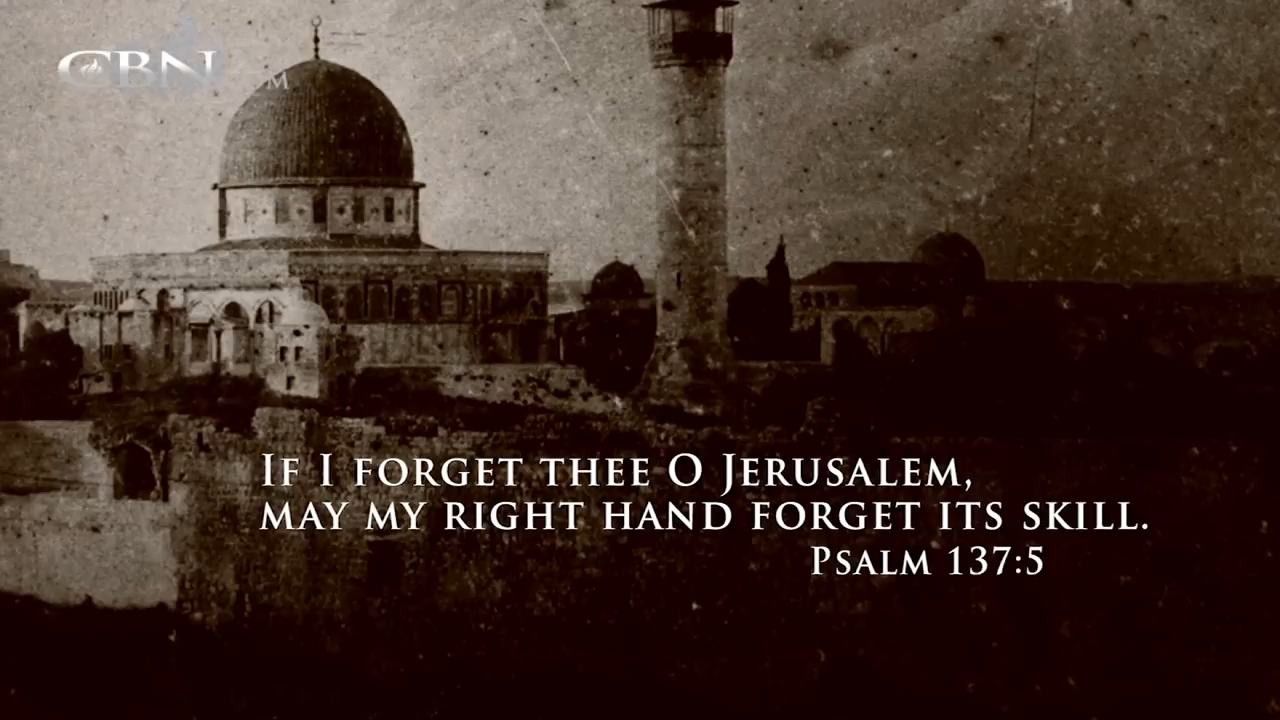 CBN
IF I FORGET THEE O JERUSALEM,
MAY MY RIGHT HAND FORGET ITS SKILL.
PSALM 137:5